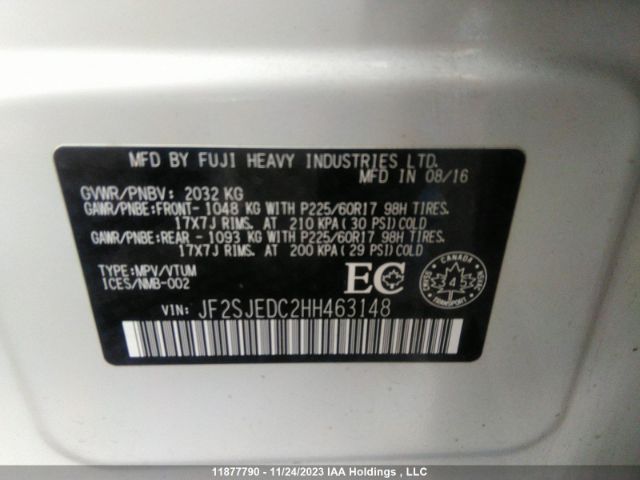 MFD BY FUJI HEAVY INDUSTRIES LTD.
MFD IN 08/16
GVWR/PNBV: 2032 KG
GAWR/PNBE:FRONT- 1048 KG WITH P225/60R17 98H TIRES.
17X7J RIMS. AT 210 KPA(30 PSI)COLD
GAWR/PNBE:REAR - 1093 KG WITH P225/60R17 98H TIRES.
17X7J RIMS. AT 200 KPA(29 PSI)COLD
TYPE:MPV/VTUM
ICES/NMB-002
EC
CANADA
4
TRANSPORT
VIN: JF2SJEDC2HH463148
11877790 - 11/24/2023 IAA Holdings , LLC